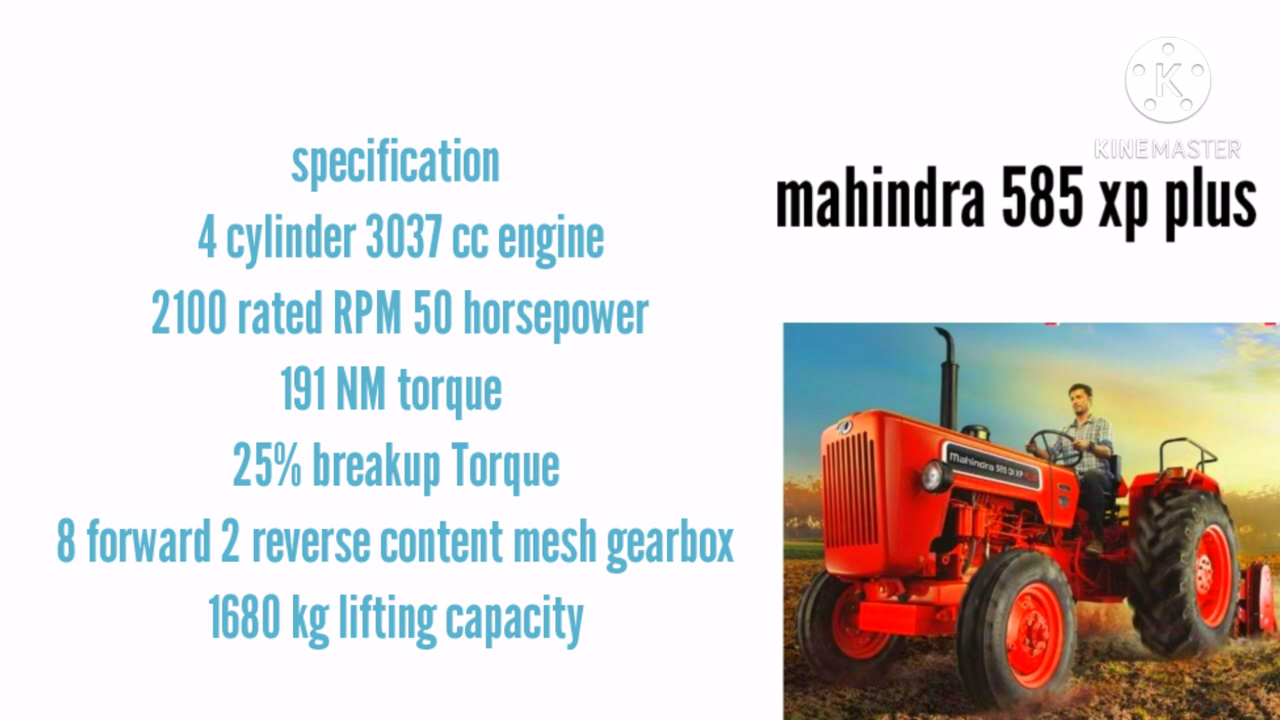 specification
4 cylinder 3037 cc engine
2100 rated RPM 50 horsepower
191 NM torque
25% breakup Torque
8 forward 2 reverse content mesh gearbox
1680 kg lifting capacity
K
KINEMASTER
mahindra 585 xp plus
Mahindra 585 DI XP PLUS